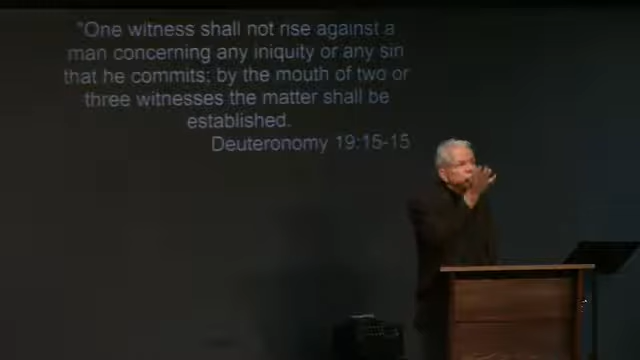 "One witness shall not rise against a
man concerning any iniquity or any sin
that he commits; by the mouth of two or
three witnesses the matter shall be
established.
Deuteronomy 19:15-15